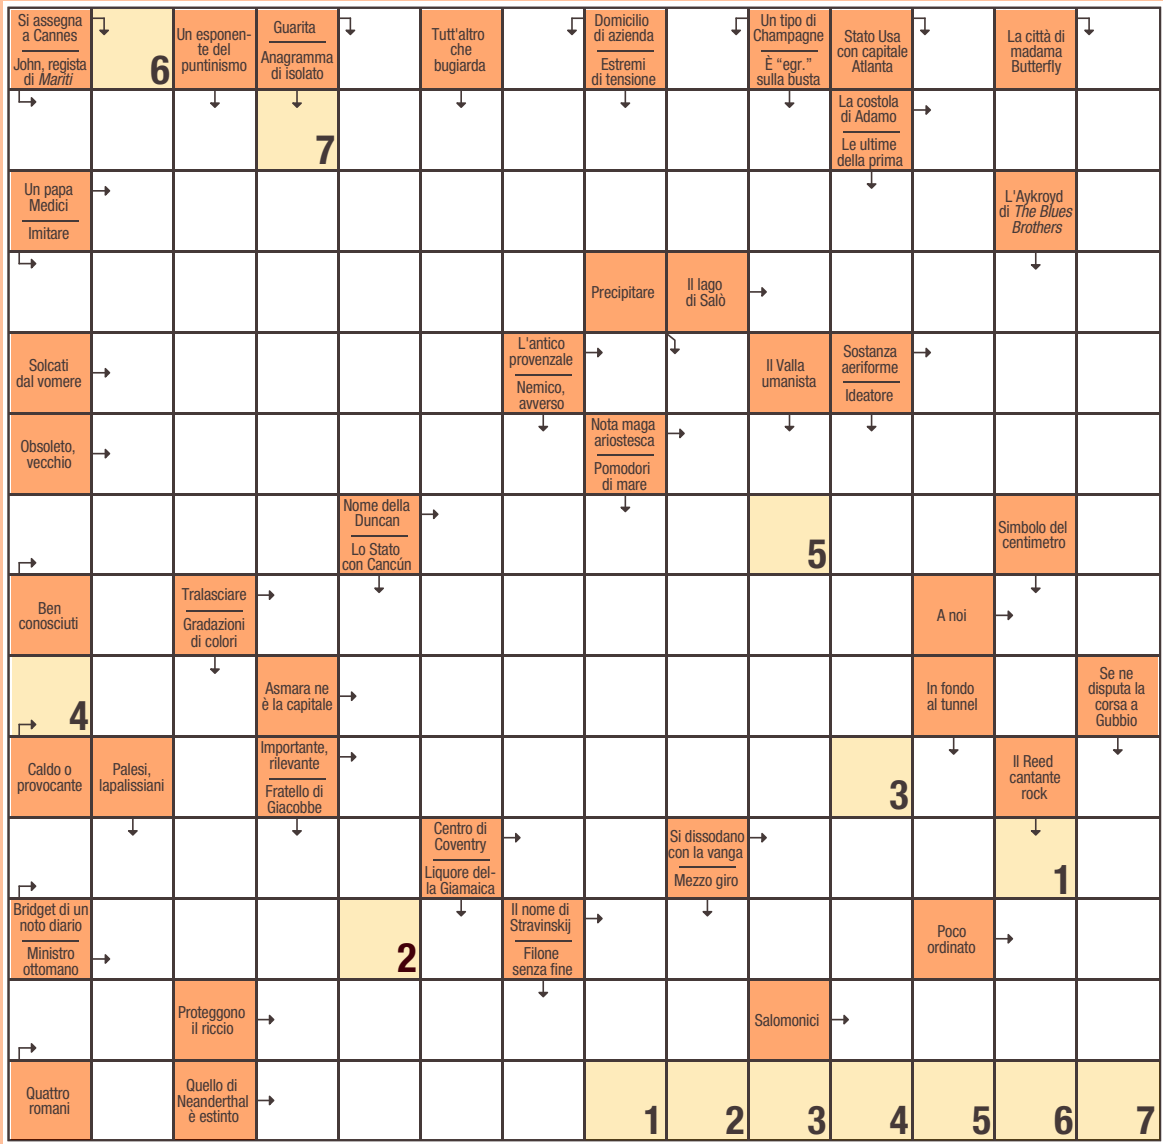 Si assegna
a Cannes
John, regista
di Mariti
6
Un esponen-
te del
puntinismo
Guarita
Anagramma
di isolato
Tutt'altro
che
bugiarda
Domicilio
di azienda
Estremi
di tensione
Un tipo di
Champagne
È “egr.”
sulla busta
Stato Usa
con capitale
Atlanta
La città di
madama
Butterfly
7
La costola
di Adamo
Le ultime
della prima
Un papa
Medici
Imitare
L'Aykroyd
di The Blues
Brothers
Precipitare
Il lago
di Salò
Solcati
dal vomere
L'antico
provenzale
Nemico,
avverso
Il Valla
umanista
Sostanza
aeriforme
Ideatore
Obsoleto,
vecchio
Nota maga
ariostesca
Pomodori
di mare
Nome della
Duncan
Lo Stato
con Cancún
5
Simbolo del
centimetro
Ben
conosciuti
Tralasciare
Gradazioni
di colori
A noi
4
Asmara ne
è la capitale
In fondo
al tunnel
Se ne
disputa la
corsa a
Gubbio
Caldo o
provocante
Palesi,
lapalissiani
Importante,
rilevante
Fratello di
Giacobbe
3
Il Reed
cantante
rock
Centro di
Coventry
Liquore del-
la Giamaica
Si dissodano
con la vanga
Mezzo giro
1
Bridget di un
noto diario
Ministro
ottomano
2
Il nome di
Stravinskij
Filone
senza fine
Poco
ordinato
Proteggono
il riccio
Salomonici
Quattro
romani
Quello di
Neanderthal
è estinto
1
2
3
4
5
6
7